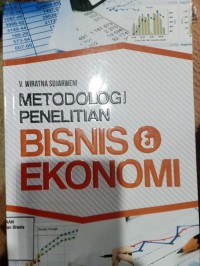 V. WIRATNA SUJARWENI
METODOLOGI
PENELITIAN
BISNIS &
EKONOMI